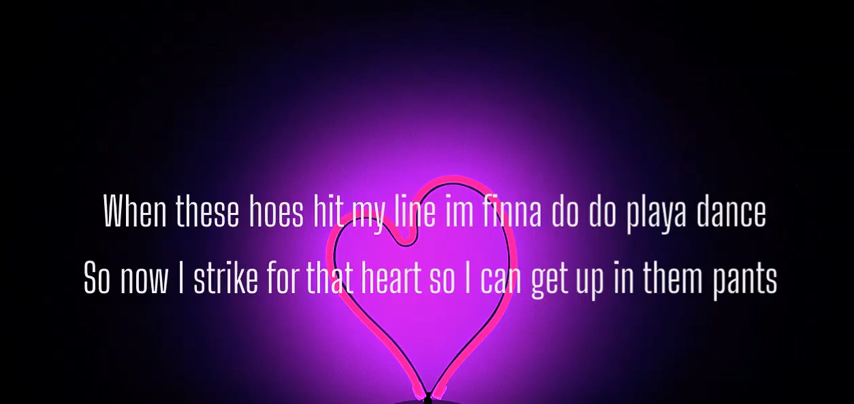 When these hoes hit my line im finna do do playa dance
So now I strike for that heart so I can get up in them pants